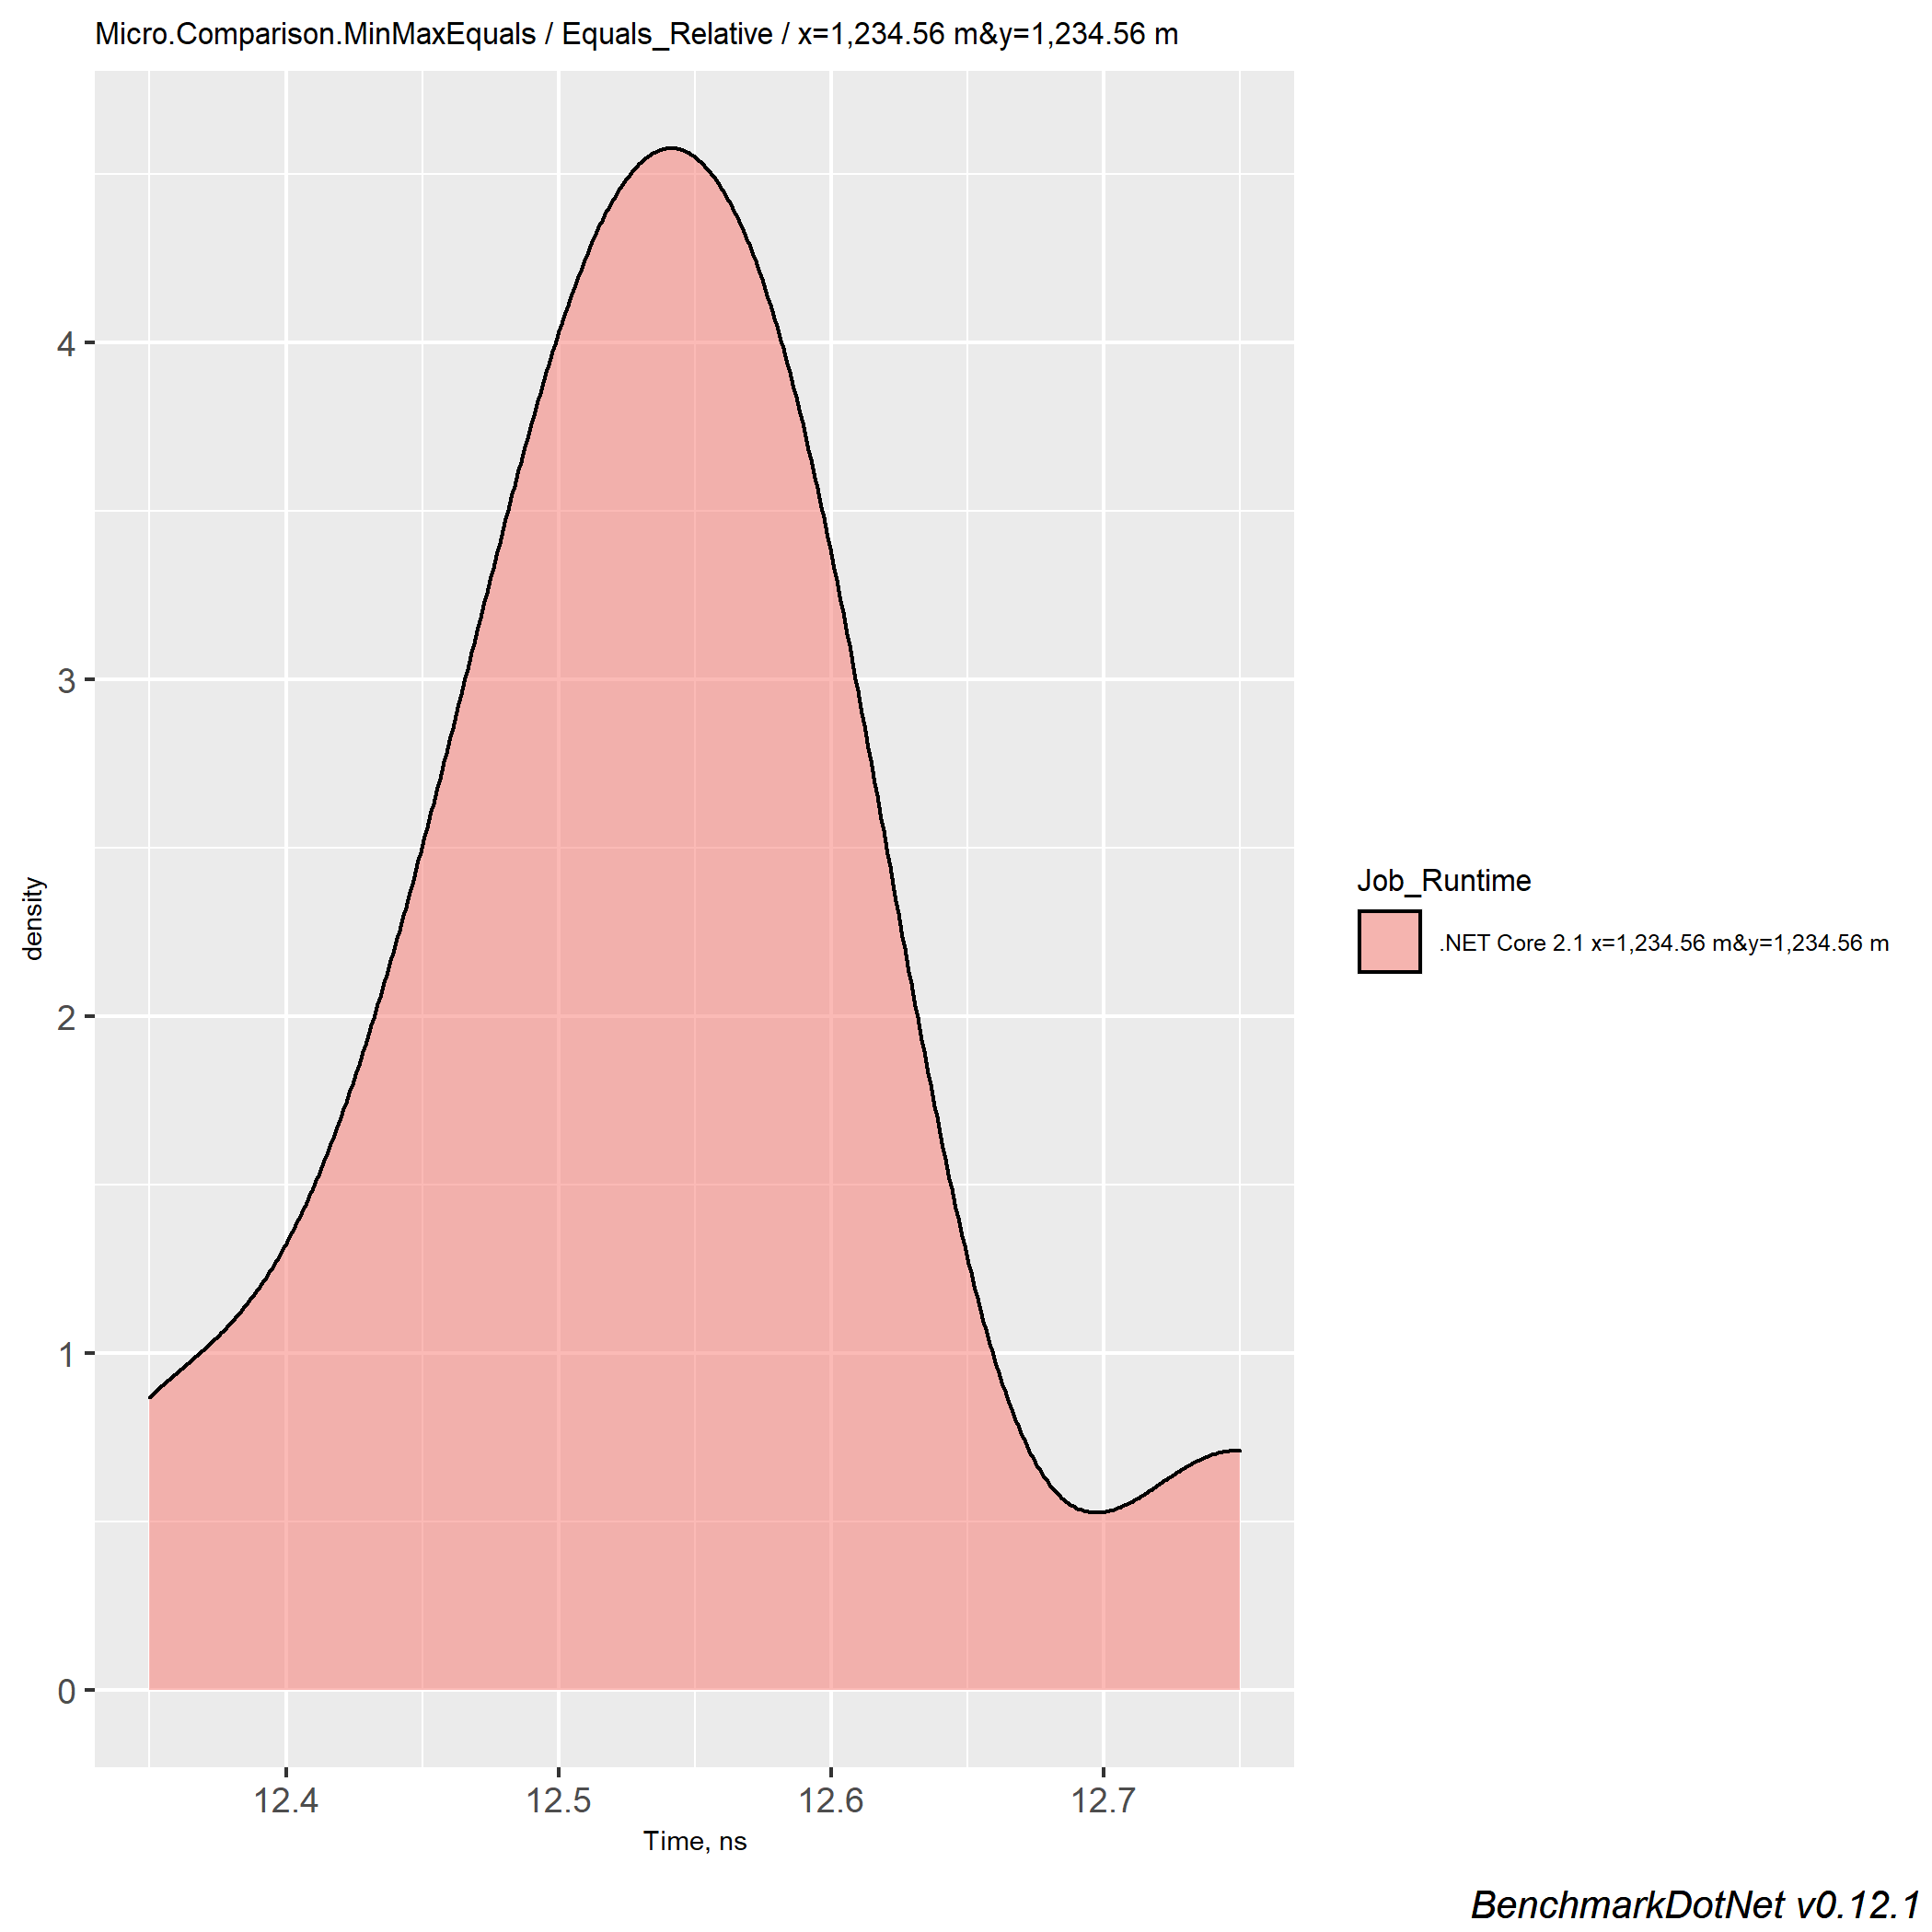 Micro.Comparison.MinMaxEquals / Equals_Relative / x=1,234.56 m&y=1,234.56 m
density
4
3
2
1
0
12.4 12.5 12.6 12.7
Time, ns
Job_Runtime
.NET Core 2.1 x=1,234.56 m&y=1,234.56 m
BenchmarkDotNet v0.12.1